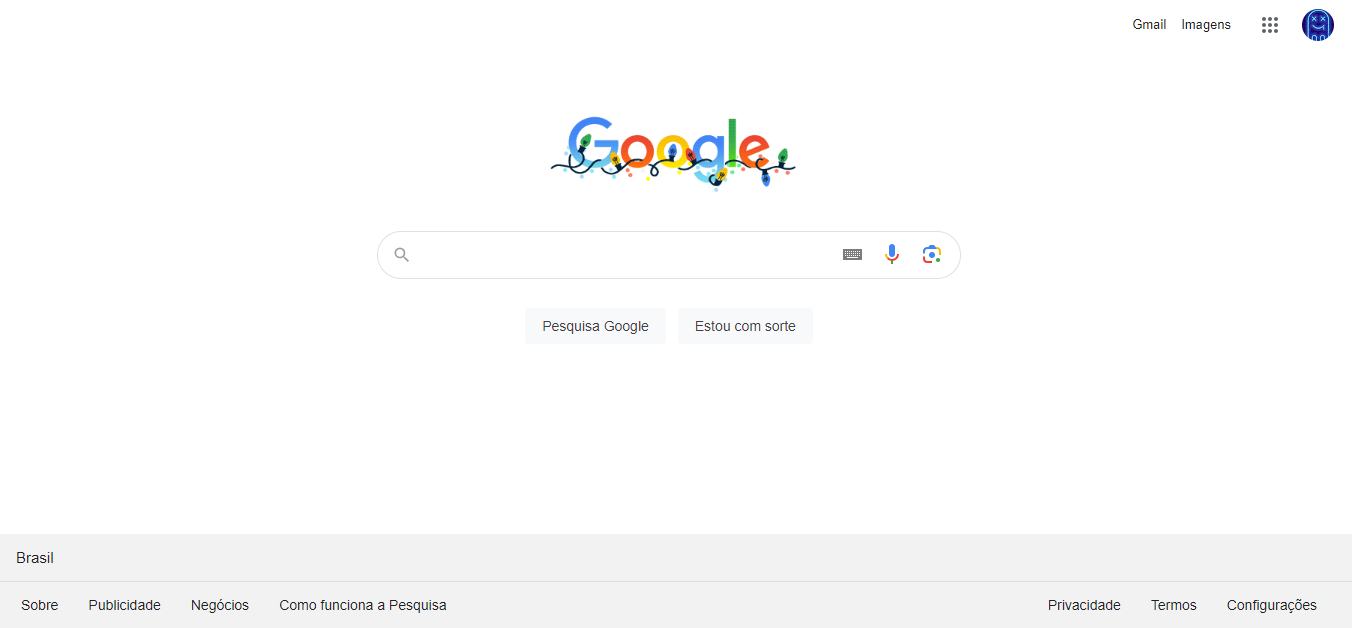 Gmail Imagens
Google
Pesquisa Google Estou com sorte
Brasil
Sobre Publicidade Negócios Como funciona a Pesquisa Privacidade Termos Configurações